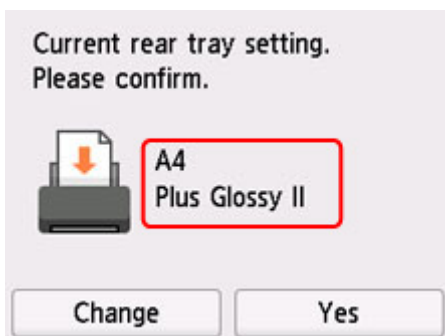 Current rear tray setting.
Please confirm.
A4
Plus Glossy II
Change
Yes